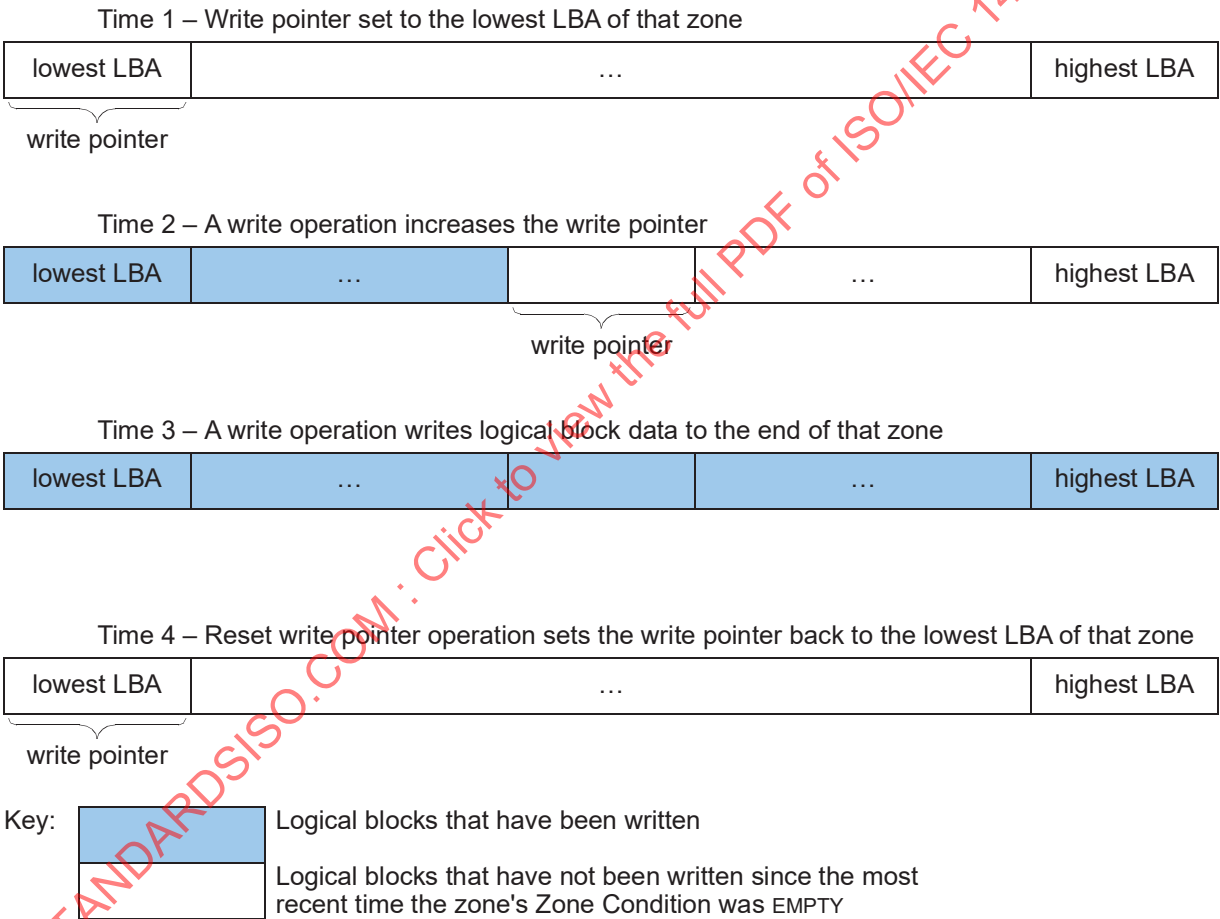 Time 1 – Write pointer set to the lowest LBA of that zone
lowest LBA … highest LBA
write pointer
Time 2 – A write operation increases the write pointer
lowest LBA … … highest LBA
write pointer
Time 3 – A write operation writes logical block data to the end of that zone
lowest LBA … … highest LBA
Time 4 – Reset write pointer operation sets the write pointer back to the lowest LBA of that zone
lowest LBA … highest LBA
write pointer
Key: Logical blocks that have been written
Logical blocks that have not been written since the most
recent time the zone's Zone Condition was EMPTY
TANDARDSISO.COM : Click to view the full PDF of ISO/IEC